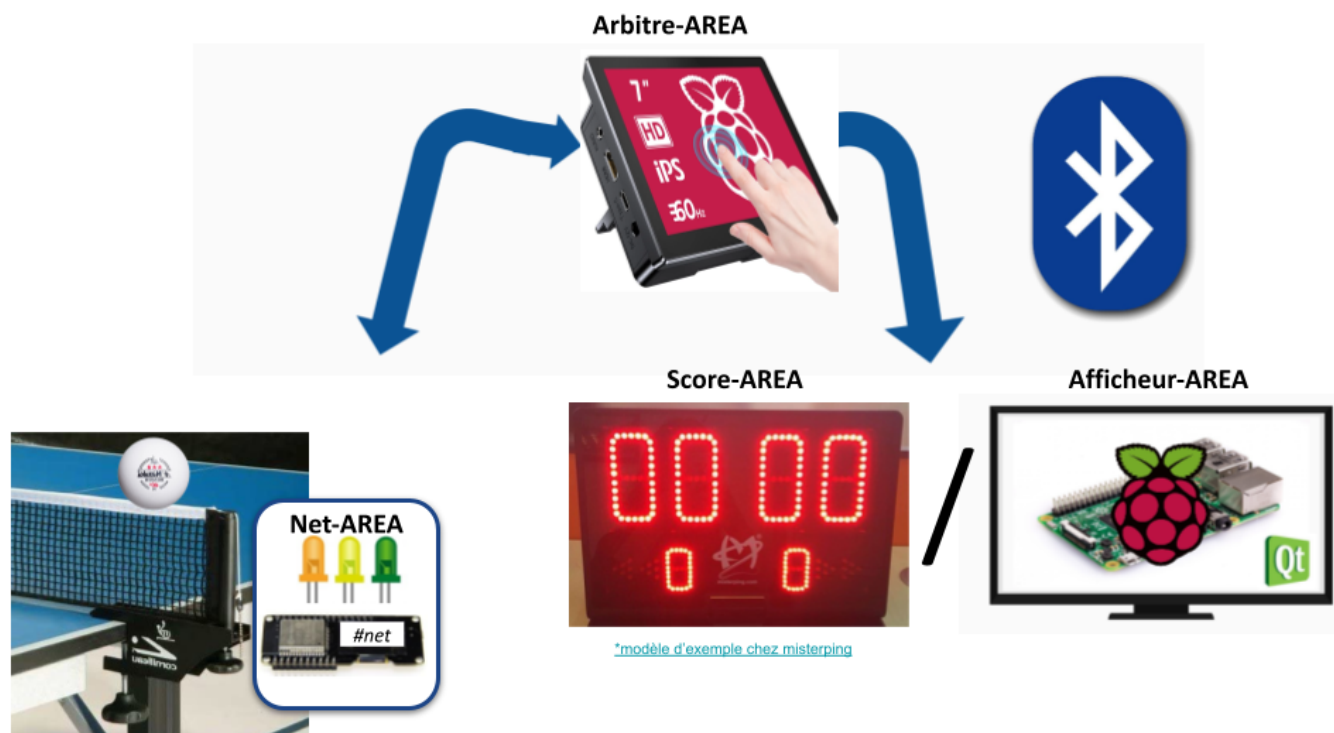 Arbitre-AREA
7"
HD
iPS
60Hz
Score-AREA
Afficheur-AREA
00 00
0 0
Net-AREA
#net
Qt
cornilleau
*modèle d'exemple chez misterping